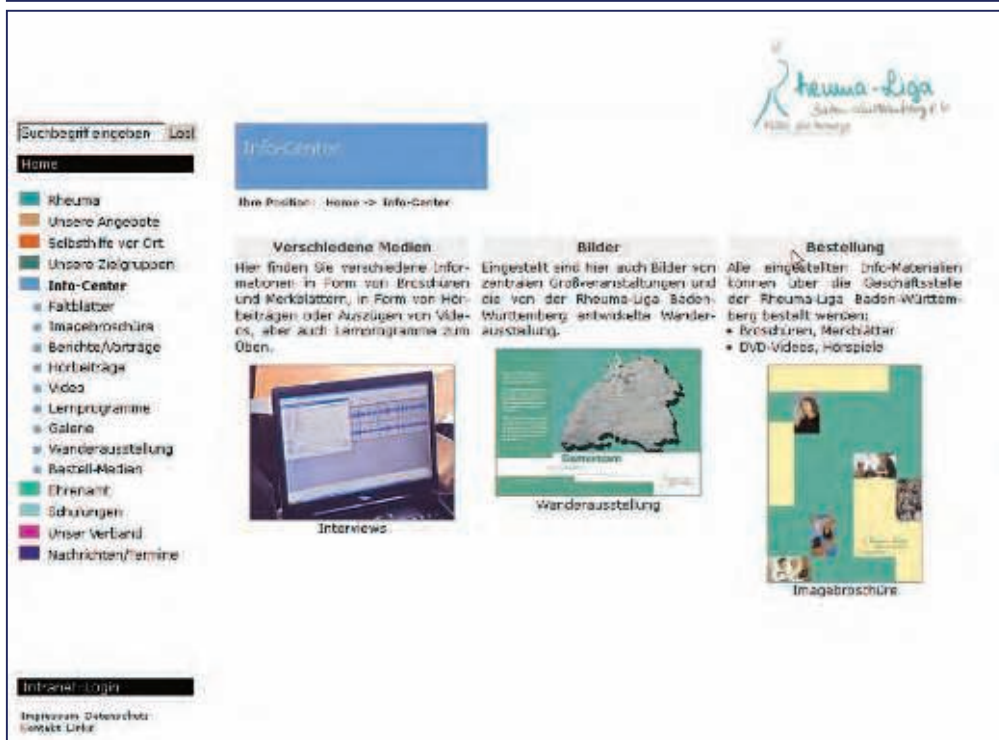 Rheuma-Liga
Baden-Württemberg e.V.
Suchbegriff eingeben Los!
Home
Rheuma
Unsere Angebote
Selbsthilfe vor Ort
Unsere Zielgruppen
Info-Center
Faltblätter
Imagebroschüre
Berichte/Vorträge
Hörbeiträge
Video
Lernprogramme
Galerie
Wanderausstellung
Bestell-Medien
Ehrenamt
Schulungen
Unser Verband
Nachrichten/Termine
Intranet-Login
Impressum Datenschutz
Kontakt Links
Info-Center
Ihre Position: Home -> Info-Center
Verschiedene Medien
Hier finden Sie verschiedene Infor-
mationen in Form von Broschüren
und Merkblättern, in Form von Hör-
beiträgen oder Auszügen von Vide-
os, aber auch Lernprogramme zum
Üben.
Interviews
Bilder
Eingestellt sind hier auch Bilder von
zentralen Großveranstaltungen und
die von der Rheuma-Liga Baden-
Württemberg entwickelte Wander-
ausstellung.
Wanderausstellung
Bestellung
Alle eingestellten Info-Materialien
können über die Geschäftsstelle
der Rheuma-Liga Baden-Württem-
berg bestellt werden:
• Broschüren, Merkblätter
• DVD-Videos, Hörspiele
Imagebroschüre